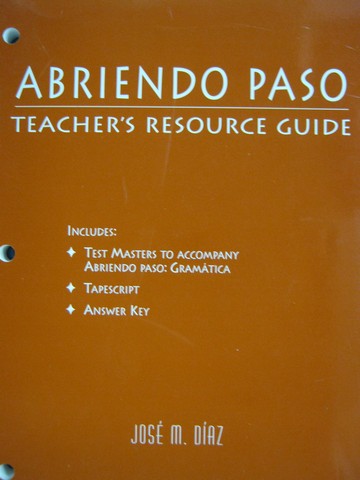 ABRIENDO PASO
TEACHER'S RESOURCE GUIDE
INCLUDES:
✦ TEST MASTERS TO ACCOMPANY
ABRIENDO PASO: GRAMÁTICA
✦ TAPESCRIPT
✦ ANSWER KEY
JOSÉ M. DÍAZ